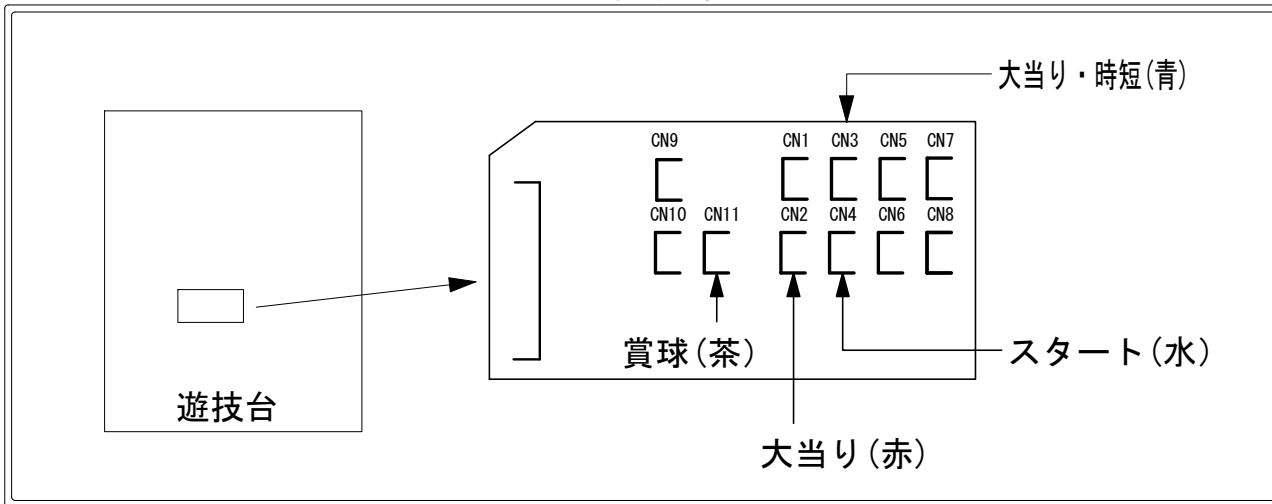 大当り・時短(青)
CN9 CN1 CN3 CN5 CN7
CN10 CN11 CN2 CN4 CN6 CN8
賞球(茶)
スタート(水)
遊技台
大当り(赤)